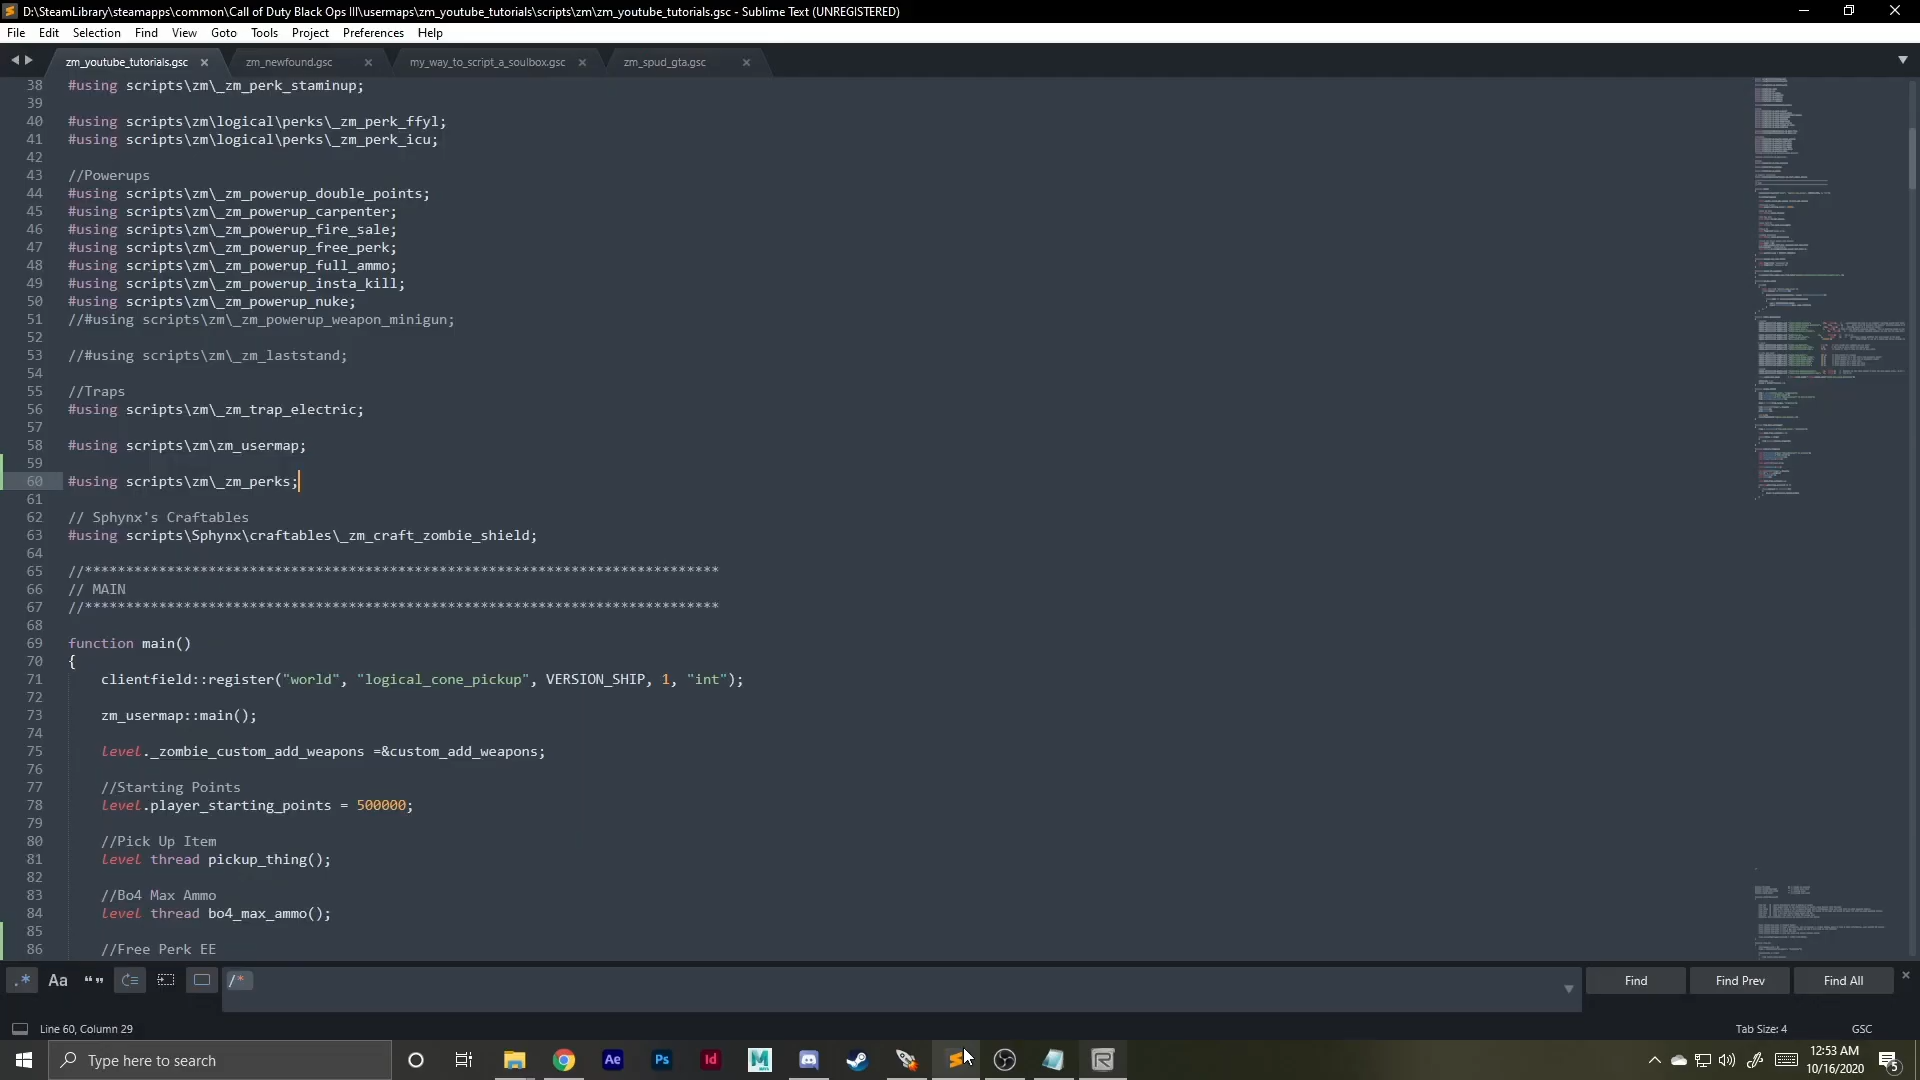 D:\SteamLibrary\steamapps\common\Call of Duty Black Ops III\usermaps\zm_youtube_tutorials\scripts\zm\zm_youtube_tutorials.gsc - Sublime Text (UNREGISTERED)
File Edit Selection Find View Goto Tools Project Preferences Help
zm_youtube_tutorials.gsc zm_newfound.gsc my_way_to_script_a_soulbox.gsc zm_spud_gta.gsc
38 #using scripts\zm\_zm_perk_staminup;
39
40 #using scripts\zm\logical\perks\_zm_perk_ffyl;
41 #using scripts\zm\logical\perks\_zm_perk_icu;
42
43 //Powerups
44 #using scripts\zm\_zm_powerup_double_points;
45 #using scripts\zm\_zm_powerup_carpenter;
46 #using scripts\zm\_zm_powerup_fire_sale;
47 #using scripts\zm\_zm_powerup_free_perk;
48 #using scripts\zm\_zm_powerup_full_ammo;
49 #using scripts\zm\_zm_powerup_insta_kill;
50 #using scripts\zm\_zm_powerup_nuke;
51 //#using scripts\zm\_zm_powerup_weapon_minigun;
52
53 //#using scripts\zm\_zm_laststand;
54
55 //Traps
56 #using scripts\zm\_zm_trap_electric;
57
58 #using scripts\zm\zm_usermap;
59
60 #using scripts\zm\_zm_perks;
61
62 // Sphynx's Craftables
63 #using scripts\Sphynx\craftables\_zm_craft_zombie_shield;
64
65 //*****************************************************************************
66 // MAIN
67 //*****************************************************************************
68
69 function main()
70 {
71 clientfield::register("world", "logical_cone_pickup", VERSION_SHIP, 1, "int");
72
73 zm_usermap::main();
74
75 level._zombie_custom_add_weapons =&custom_add_weapons;
76
77 //Starting Points
78 level.player_starting_points = 500000;
79
80 //Pick Up Item
81 level thread pickup_thing();
82
83 //Bo4 Max Ammo
84 level thread bo4_max_ammo();
85
86 //Free Perk EE
.* Aa “” /* Find Find Prev Find All
Line 60, Column 29 Tab Size: 4 GSC
Type here to search Ae Ps Id M 12:53 AM
10/16/2020 5